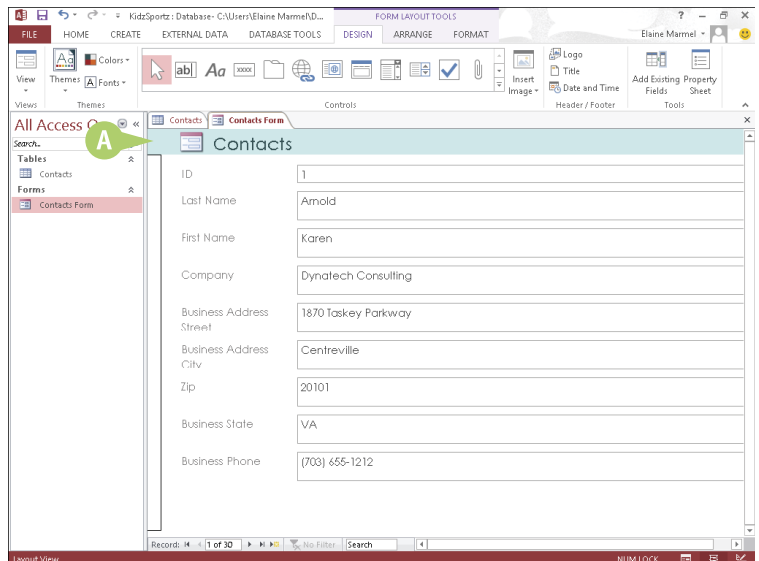 KidzSportz : Database- C:\Users\Elaine Marmel\D...
FORM LAYOUT TOOLS
?
FILE HOME CREATE EXTERNAL DATA DATABASE TOOLS DESIGN ARRANGE FORMAT Elaine Marmel
View
Themes
Aa
Colors
A Fonts
ab| Aa xxxx
Insert
Image
Logo
Title
Date and Time
Add Existing
Fields
Property
Sheet
Views Themes Controls Header / Footer Tools
All Access O
Search..
Tables
Contacts
Forms
Contacts Form
A
Contacts Contacts Form
Contacts
ID 1
Last Name Arnold
First Name Karen
Company Dynatech Consulting
Business Address
Street
1870 Taskey Parkway
Business Address
City
Centreville
Zip 20101
Business State VA
Business Phone (703) 655-1212
Record: 1 of 30 No Filter Search
Layout View NUM LOCK